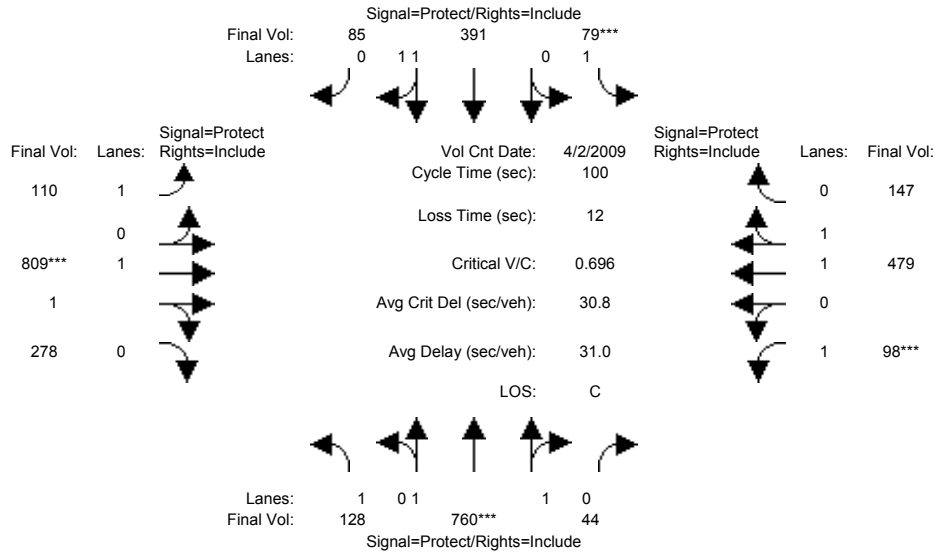 Signal=Protect/Rights=Include
Final Vol: 85 391 79***
Lanes: 0 1 1 0 1
Signal=Protect Signal=Protect
Final Vol: Lanes: Rights=Include Vol Cnt Date: 4/2/2009 Rights=Include Lanes: Final Vol:
Cycle Time (sec): 100
110 1 0 147
Loss Time (sec): 12
0 1
809*** 1 Critical V/C: 0.696 1 479
1 Avg Crit Del (sec/veh): 30.8 0
278 0 Avg Delay (sec/veh): 31.0 1 98***
LOS: C
Lanes: 1 0 1 1 0
Final Vol: 128 760*** 44
Signal=Protect/Rights=Include